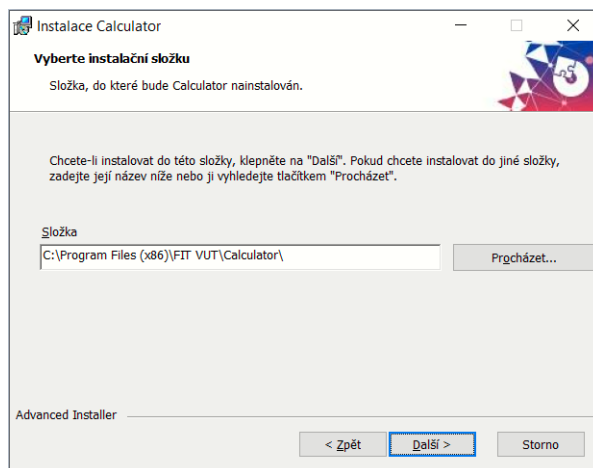 Instalace Calculator
Vyberte instalační složku
Složka, do které bude Calculator nainstalován.
Chcete-li instalovat do této složky, klepněte na "Další". Pokud chcete instalovat do jiné složky,
zadejte její název níže nebo ji vyhledejte tlačítkem "Procházet".
Složka
C:\Program Files (x86)\FIT VUT\Calculator\
Procházet...
Advanced Installer
< Zpět
Další >
Storno